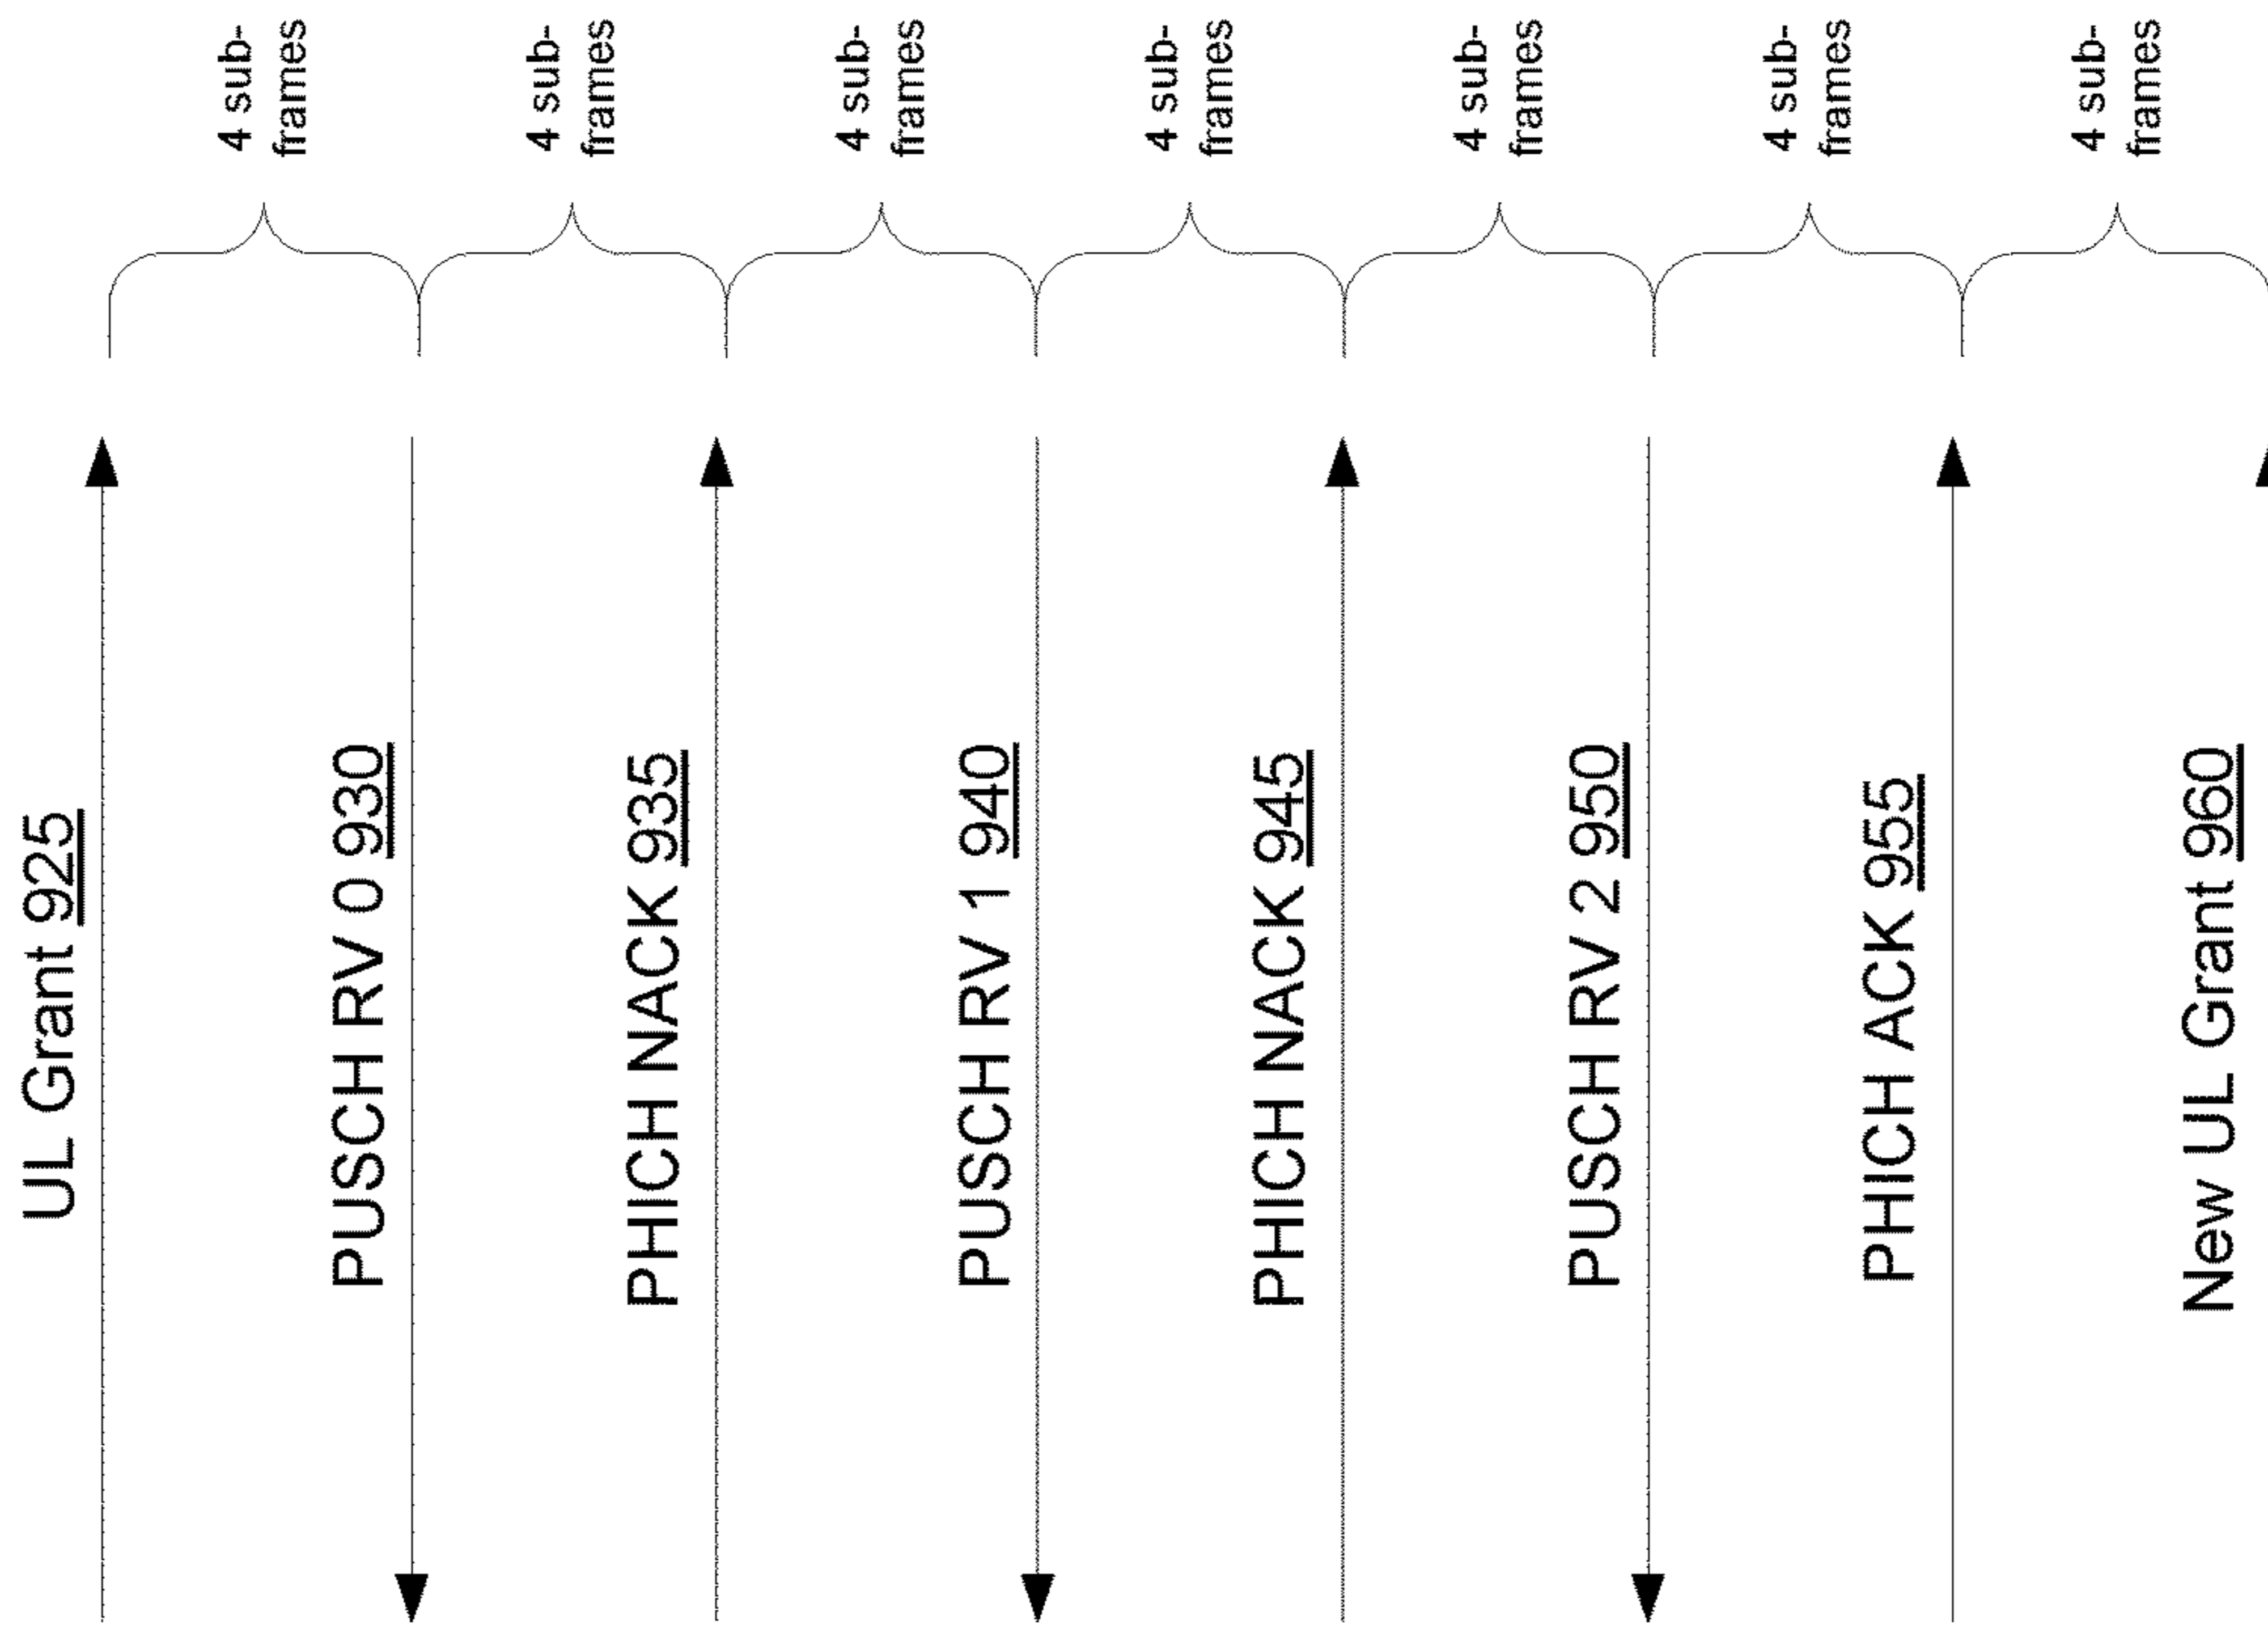 UL Grant 925
4 sub-
frames
PUSCH RV 0 930
4 sub-
frames
PHICH NACK 935
4 sub-
frames
PUSCH RV 1 940
4 sub-
frames
PHICH NACK 945
4 sub-
frames
PUSCH RV 2 950
4 sub-
frames
PHICH ACK 955
4 sub-
frames
New UL Grant 960